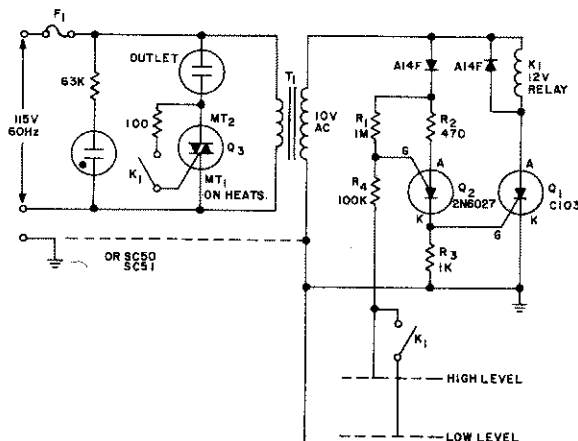 F1
OUTLET
63K
115V
60Hz
100
MT2
Q3
K1
MT1
ON HEATS.
T1
10V
AC
OR SC50
SC51
A14F
A14F
K1
12V
RELAY
R1
1M
R2
470
G
A
Q2
2N6027
K
R4
100K
A
Q1
C103
K
G
R3
1K
K1
HIGH LEVEL
LOW LEVEL